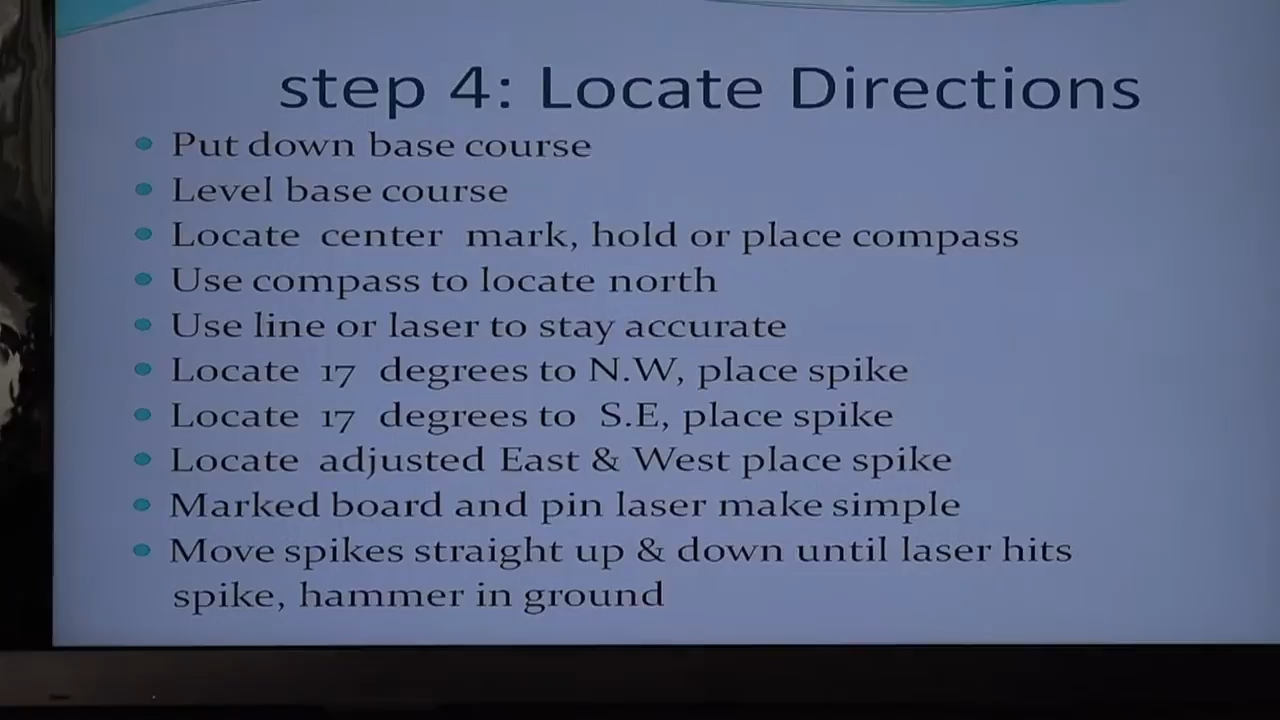 step 4: Locate Directions
Put down base course
Level base course
Locate center mark, hold or place compass
Use compass to locate north
Use line or laser to stay accurate
Locate 17 degrees to N.W, place spike
Locate 17 degrees to S.E, place spike
Locate adjusted East & West place spike
Marked board and pin laser make simple
Move spikes straight up & down until laser hits
spike, hammer in ground